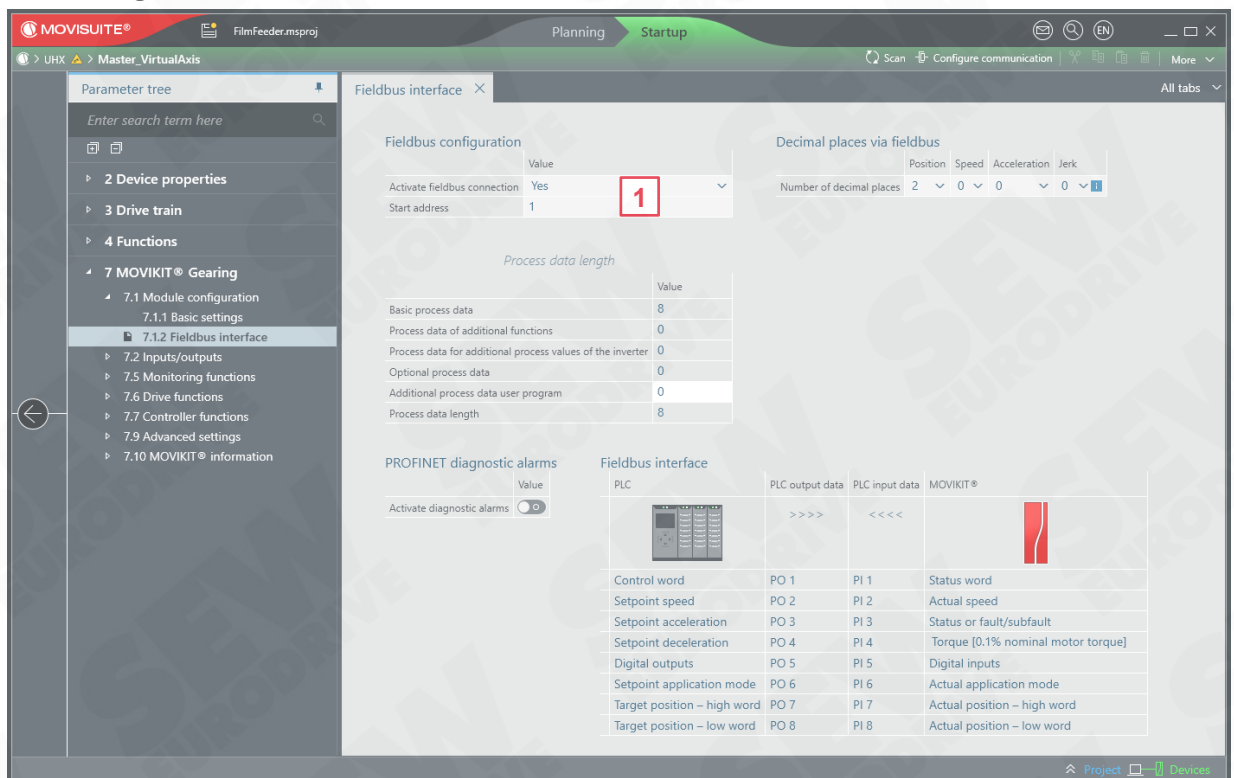 MOVISUITE® FilmFeeder.msproj Planning Startup EN
> UHX > Master_VirtualAxis Scan Configure communication More
Parameter tree
Fieldbus interface All tabs
Enter search term here
2 Device properties
3 Drive train
4 Functions
7 MOVIKIT® Gearing
7.1 Module configuration
7.1.1 Basic settings
7.1.2 Fieldbus interface
7.2 Inputs/outputs
7.5 Monitoring functions
7.6 Drive functions
7.7 Controller functions
7.9 Advanced settings
7.10 MOVIKIT® information
Fieldbus configuration
Value
Activate fieldbus connection Yes
Start address 1
1
Decimal places via fieldbus
Position Speed Acceleration Jerk
Number of decimal places 2 0 0 0 i
Process data length
Value
Basic process data 8
Process data of additional functions 0
Process data for additional process values of the inverter 0
Optional process data 0
Additional process data user program 0
Process data length 8
PROFINET diagnostic alarms
Value
Activate diagnostic alarms
Fieldbus interface
PLC PLC output data PLC input data MOVIKIT®
>>>> <<<<
Control word PO 1 PI 1 Status word
Setpoint speed PO 2 PI 2 Actual speed
Setpoint acceleration PO 3 PI 3 Status or fault/subfault
Setpoint deceleration PO 4 PI 4 Torque [0.1% nominal motor torque]
Digital outputs PO 5 PI 5 Digital inputs
Setpoint application mode PO 6 PI 6 Actual application mode
Target position – high word PO 7 PI 7 Actual position – high word
Target position – low word PO 8 PI 8 Actual position – low word
Project Devices
SEW
EURODRIVE